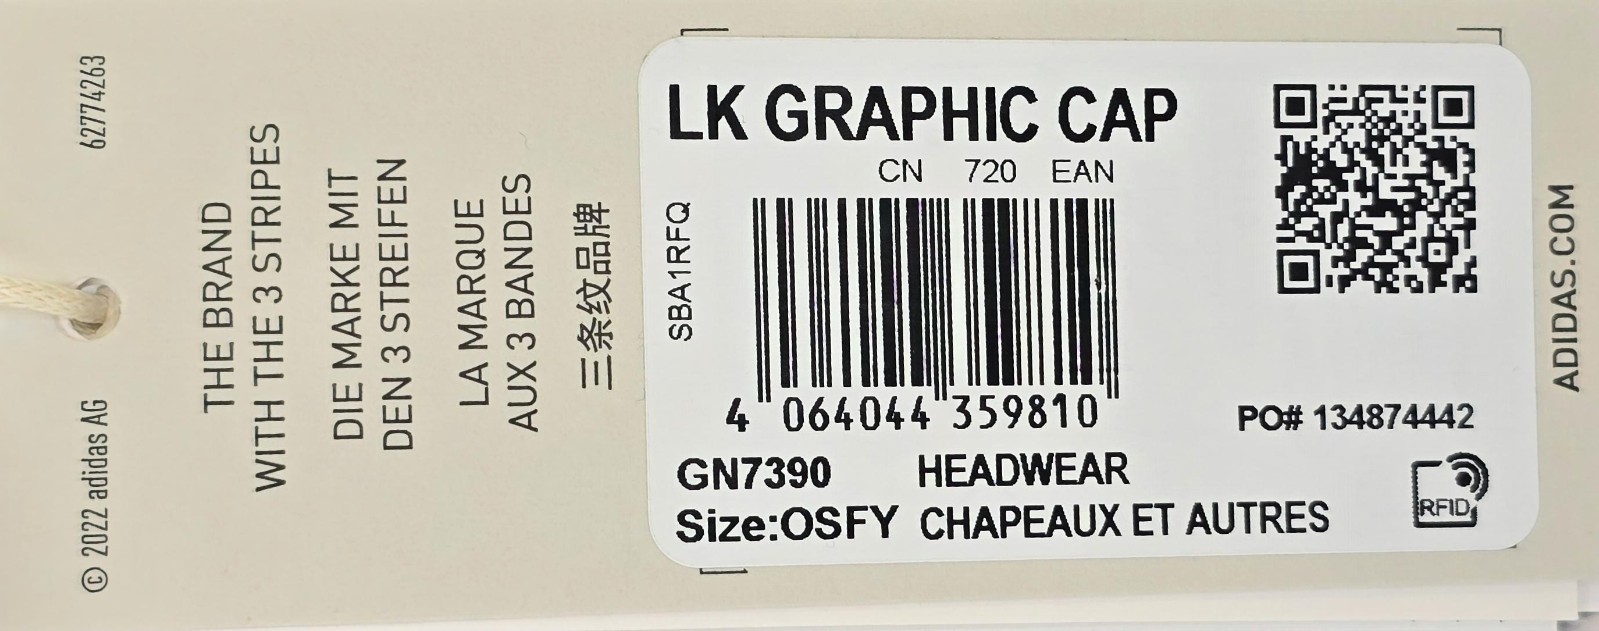 62774263
© 2022 adidas AG
THE BRAND
WITH THE 3 STRIPES
DIE MARKE MIT
DEN 3 STREIFEN
LA MARQUE
AUX 3 BANDES
三条纹品牌
LK GRAPHIC CAP
CN 720 EAN
SBA1RFQ
4 064044 359810
PO# 134874442
GN7390 HEADWEAR
Size:OSFY CHAPEAUX ET AUTRES
RFID
ADIDAS.COM